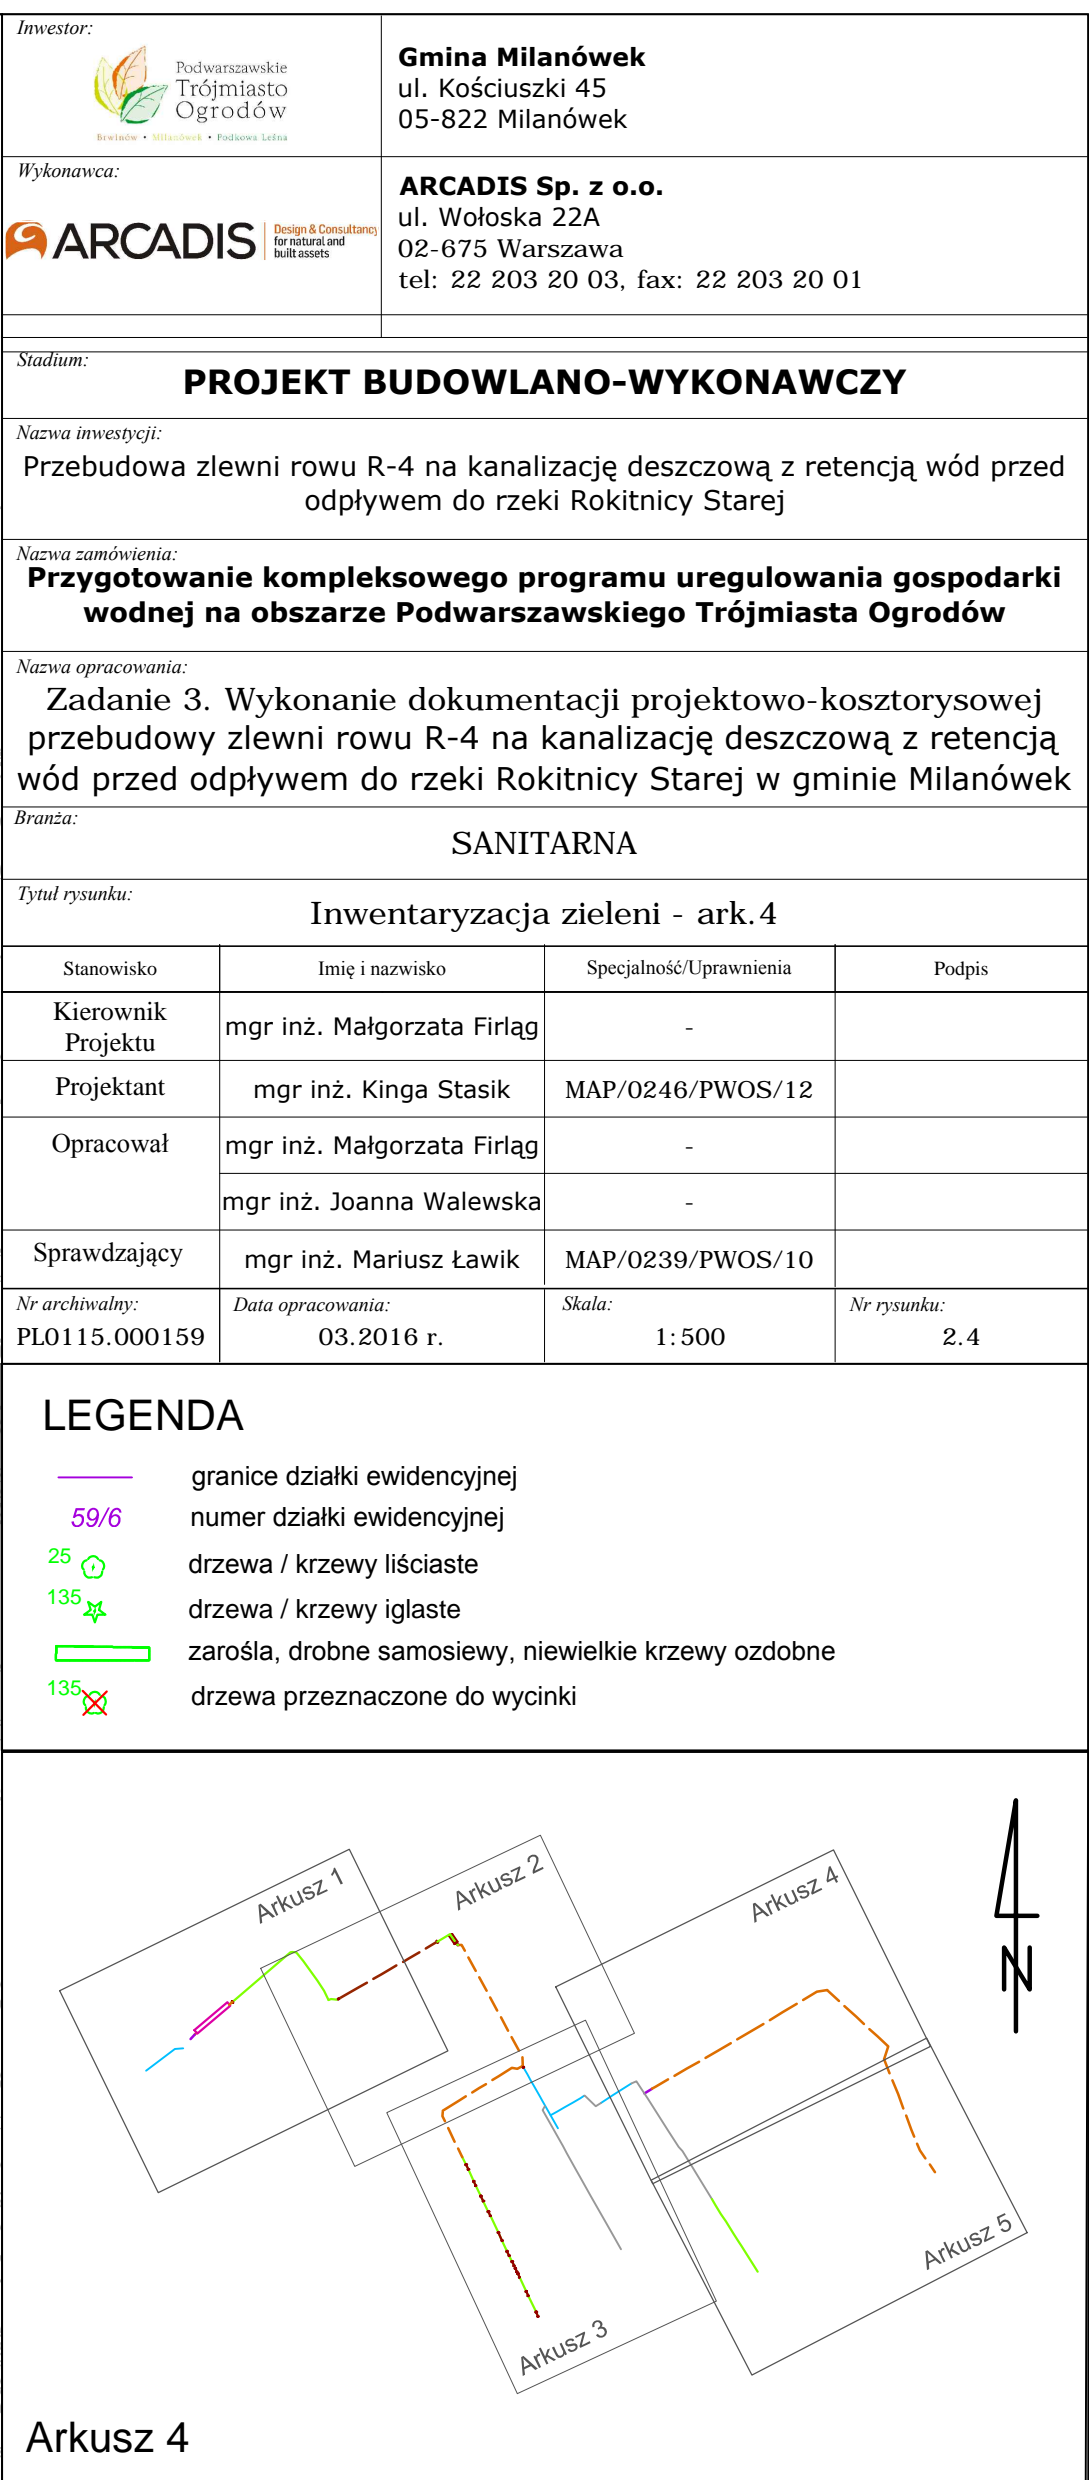 Inwestor:
Podwarszawskie
Trójmiasto
Ogrodów
Brwinów • Milanówek • Podkowa Leśna
Gmina Milanówek
ul. Kościuszki 45
05-822 Milanówek
Wykonawca:
ARCADIS
Design & Consultancy
for natural and
built assets
ARCADIS Sp. z o.o.
ul. Wołoska 22A
02-675 Warszawa
tel: 22 203 20 03, fax: 22 203 20 01
Stadium:
PROJEKT BUDOWLANO-WYKONAWCZY
Nazwa inwestycji:
Przebudowa zlewni rowu R-4 na kanalizację deszczową z retencją wód przed
odpływem do rzeki Rokitnicy Starej
Nazwa zamówienia:
Przygotowanie kompleksowego programu uregulowania gospodarki
wodnej na obszarze Podwarszawskiego Trójmiasta Ogrodów
Nazwa opracowania:
Zadanie 3. Wykonanie dokumentacji projektowo-kosztorysowej
przebudowy zlewni rowu R-4 na kanalizację deszczową z retencją
wód przed odpływem do rzeki Rokitnicy Starej w gminie Milanówek
Branża:
SANITARNA
Tytuł rysunku:
Inwentaryzacja zieleni - ark.4
Stanowisko Imię i nazwisko Specjalność/Uprawnienia Podpis
Kierownik
Projektu
mgr inż. Małgorzata Firląg -
Projektant mgr inż. Kinga Stasik MAP/0246/PWOS/12
Opracował mgr inż. Małgorzata Firląg -
mgr inż. Joanna Walewska -
Sprawdzający mgr inż. Mariusz Ławik MAP/0239/PWOS/10
Nr archiwalny: Data opracowania: Skala: Nr rysunku:
PL0115.000159 03.2016 r. 1:500 2.4
LEGENDA
granice działki ewidencyjnej
59/6 numer działki ewidencyjnej
25 drzewa / krzewy liściaste
135 drzewa / krzewy iglaste
zarośla, drobne samosiewy, niewielkie krzewy ozdobne
135 drzewa przeznaczone do wycinki
Arkusz 1
Arkusz 2
Arkusz 4
N
Arkusz 5
Arkusz 3
Arkusz 4